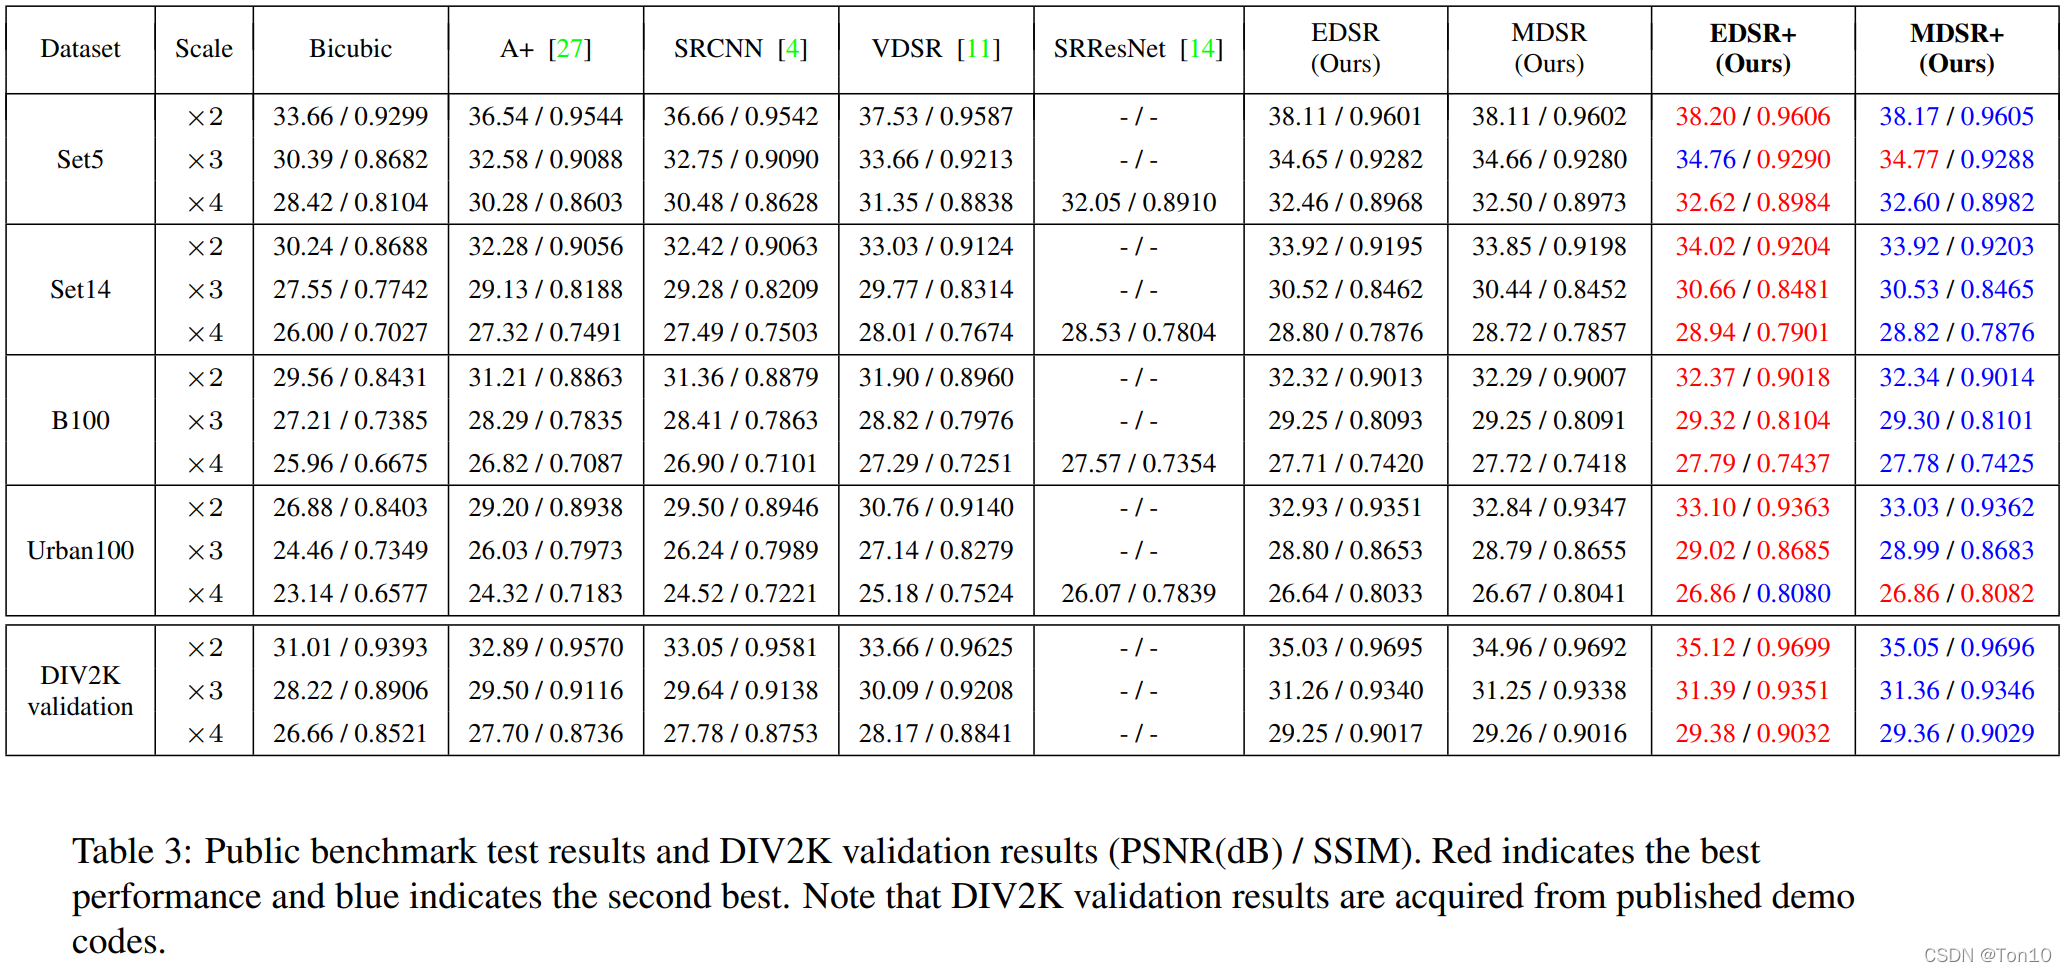 Dataset Scale Bicubic A+ [27] SRCNN [4] VDSR [11] SRResNet [14] EDSR (Ours) MDSR (Ours) EDSR+ (Ours) MDSR+ (Ours)
Set5 ×2 33.66 / 0.9299 36.54 / 0.9544 36.66 / 0.9542 37.53 / 0.9587 - / - 38.11 / 0.9601 38.11 / 0.9602 38.20 / 0.9606 38.17 / 0.9605
×3 30.39 / 0.8682 32.58 / 0.9088 32.75 / 0.9090 33.66 / 0.9213 - / - 34.65 / 0.9282 34.66 / 0.9280 34.76 / 0.9290 34.77 / 0.9288
×4 28.42 / 0.8104 30.28 / 0.8603 30.48 / 0.8628 31.35 / 0.8838 32.05 / 0.8910 32.46 / 0.8968 32.50 / 0.8973 32.62 / 0.8984 32.60 / 0.8982
Set14 ×2 30.24 / 0.8688 32.28 / 0.9056 32.42 / 0.9063 33.03 / 0.9124 - / - 33.92 / 0.9195 33.85 / 0.9198 34.02 / 0.9204 33.92 / 0.9203
×3 27.55 / 0.7742 29.13 / 0.8188 29.28 / 0.8209 29.77 / 0.8314 - / - 30.52 / 0.8462 30.44 / 0.8452 30.66 / 0.8481 30.53 / 0.8465
×4 26.00 / 0.7027 27.32 / 0.7491 27.49 / 0.7503 28.01 / 0.7674 28.53 / 0.7804 28.80 / 0.7876 28.72 / 0.7857 28.94 / 0.7901 28.82 / 0.7876
B100 ×2 29.56 / 0.8431 31.21 / 0.8863 31.36 / 0.8879 31.90 / 0.8960 - / - 32.32 / 0.9013 32.29 / 0.9007 32.37 / 0.9018 32.34 / 0.9014
×3 27.21 / 0.7385 28.29 / 0.7835 28.41 / 0.7863 28.82 / 0.7976 - / - 29.25 / 0.8093 29.25 / 0.8091 29.32 / 0.8104 29.30 / 0.8101
×4 25.96 / 0.6675 26.82 / 0.7087 26.90 / 0.7101 27.29 / 0.7251 27.57 / 0.7354 27.71 / 0.7420 27.72 / 0.7418 27.79 / 0.7437 27.78 / 0.7425
Urban100 ×2 26.88 / 0.8403 29.20 / 0.8938 29.50 / 0.8946 30.76 / 0.9140 - / - 32.93 / 0.9351 32.84 / 0.9347 33.10 / 0.9363 33.03 / 0.9362
×3 24.46 / 0.7349 26.03 / 0.7973 26.24 / 0.7989 27.14 / 0.8279 - / - 28.80 / 0.8653 28.79 / 0.8655 29.02 / 0.8685 28.99 / 0.8683
×4 23.14 / 0.6577 24.32 / 0.7183 24.52 / 0.7221 25.18 / 0.7524 26.07 / 0.7839 26.64 / 0.8033 26.67 / 0.8041 26.86 / 0.8080 26.86 / 0.8082
DIV2K validation ×2 31.01 / 0.9393 32.89 / 0.9570 33.05 / 0.9581 33.66 / 0.9625 - / - 35.03 / 0.9695 34.96 / 0.9692 35.12 / 0.9699 35.05 / 0.9696
×3 28.22 / 0.8906 29.50 / 0.9116 29.64 / 0.9138 30.09 / 0.9208 - / - 31.26 / 0.9340 31.25 / 0.9338 31.39 / 0.9351 31.36 / 0.9346
×4 26.66 / 0.8521 27.70 / 0.8736 27.78 / 0.8753 28.17 / 0.8841 - / - 29.25 / 0.9017 29.26 / 0.9016 29.38 / 0.9032 29.36 / 0.9029
Table 3: Public benchmark test results and DIV2K validation results (PSNR(dB) / SSIM). Red indicates the best
performance and blue indicates the second best. Note that DIV2K validation results are acquired from published demo
codes.
CSDN @Ton10